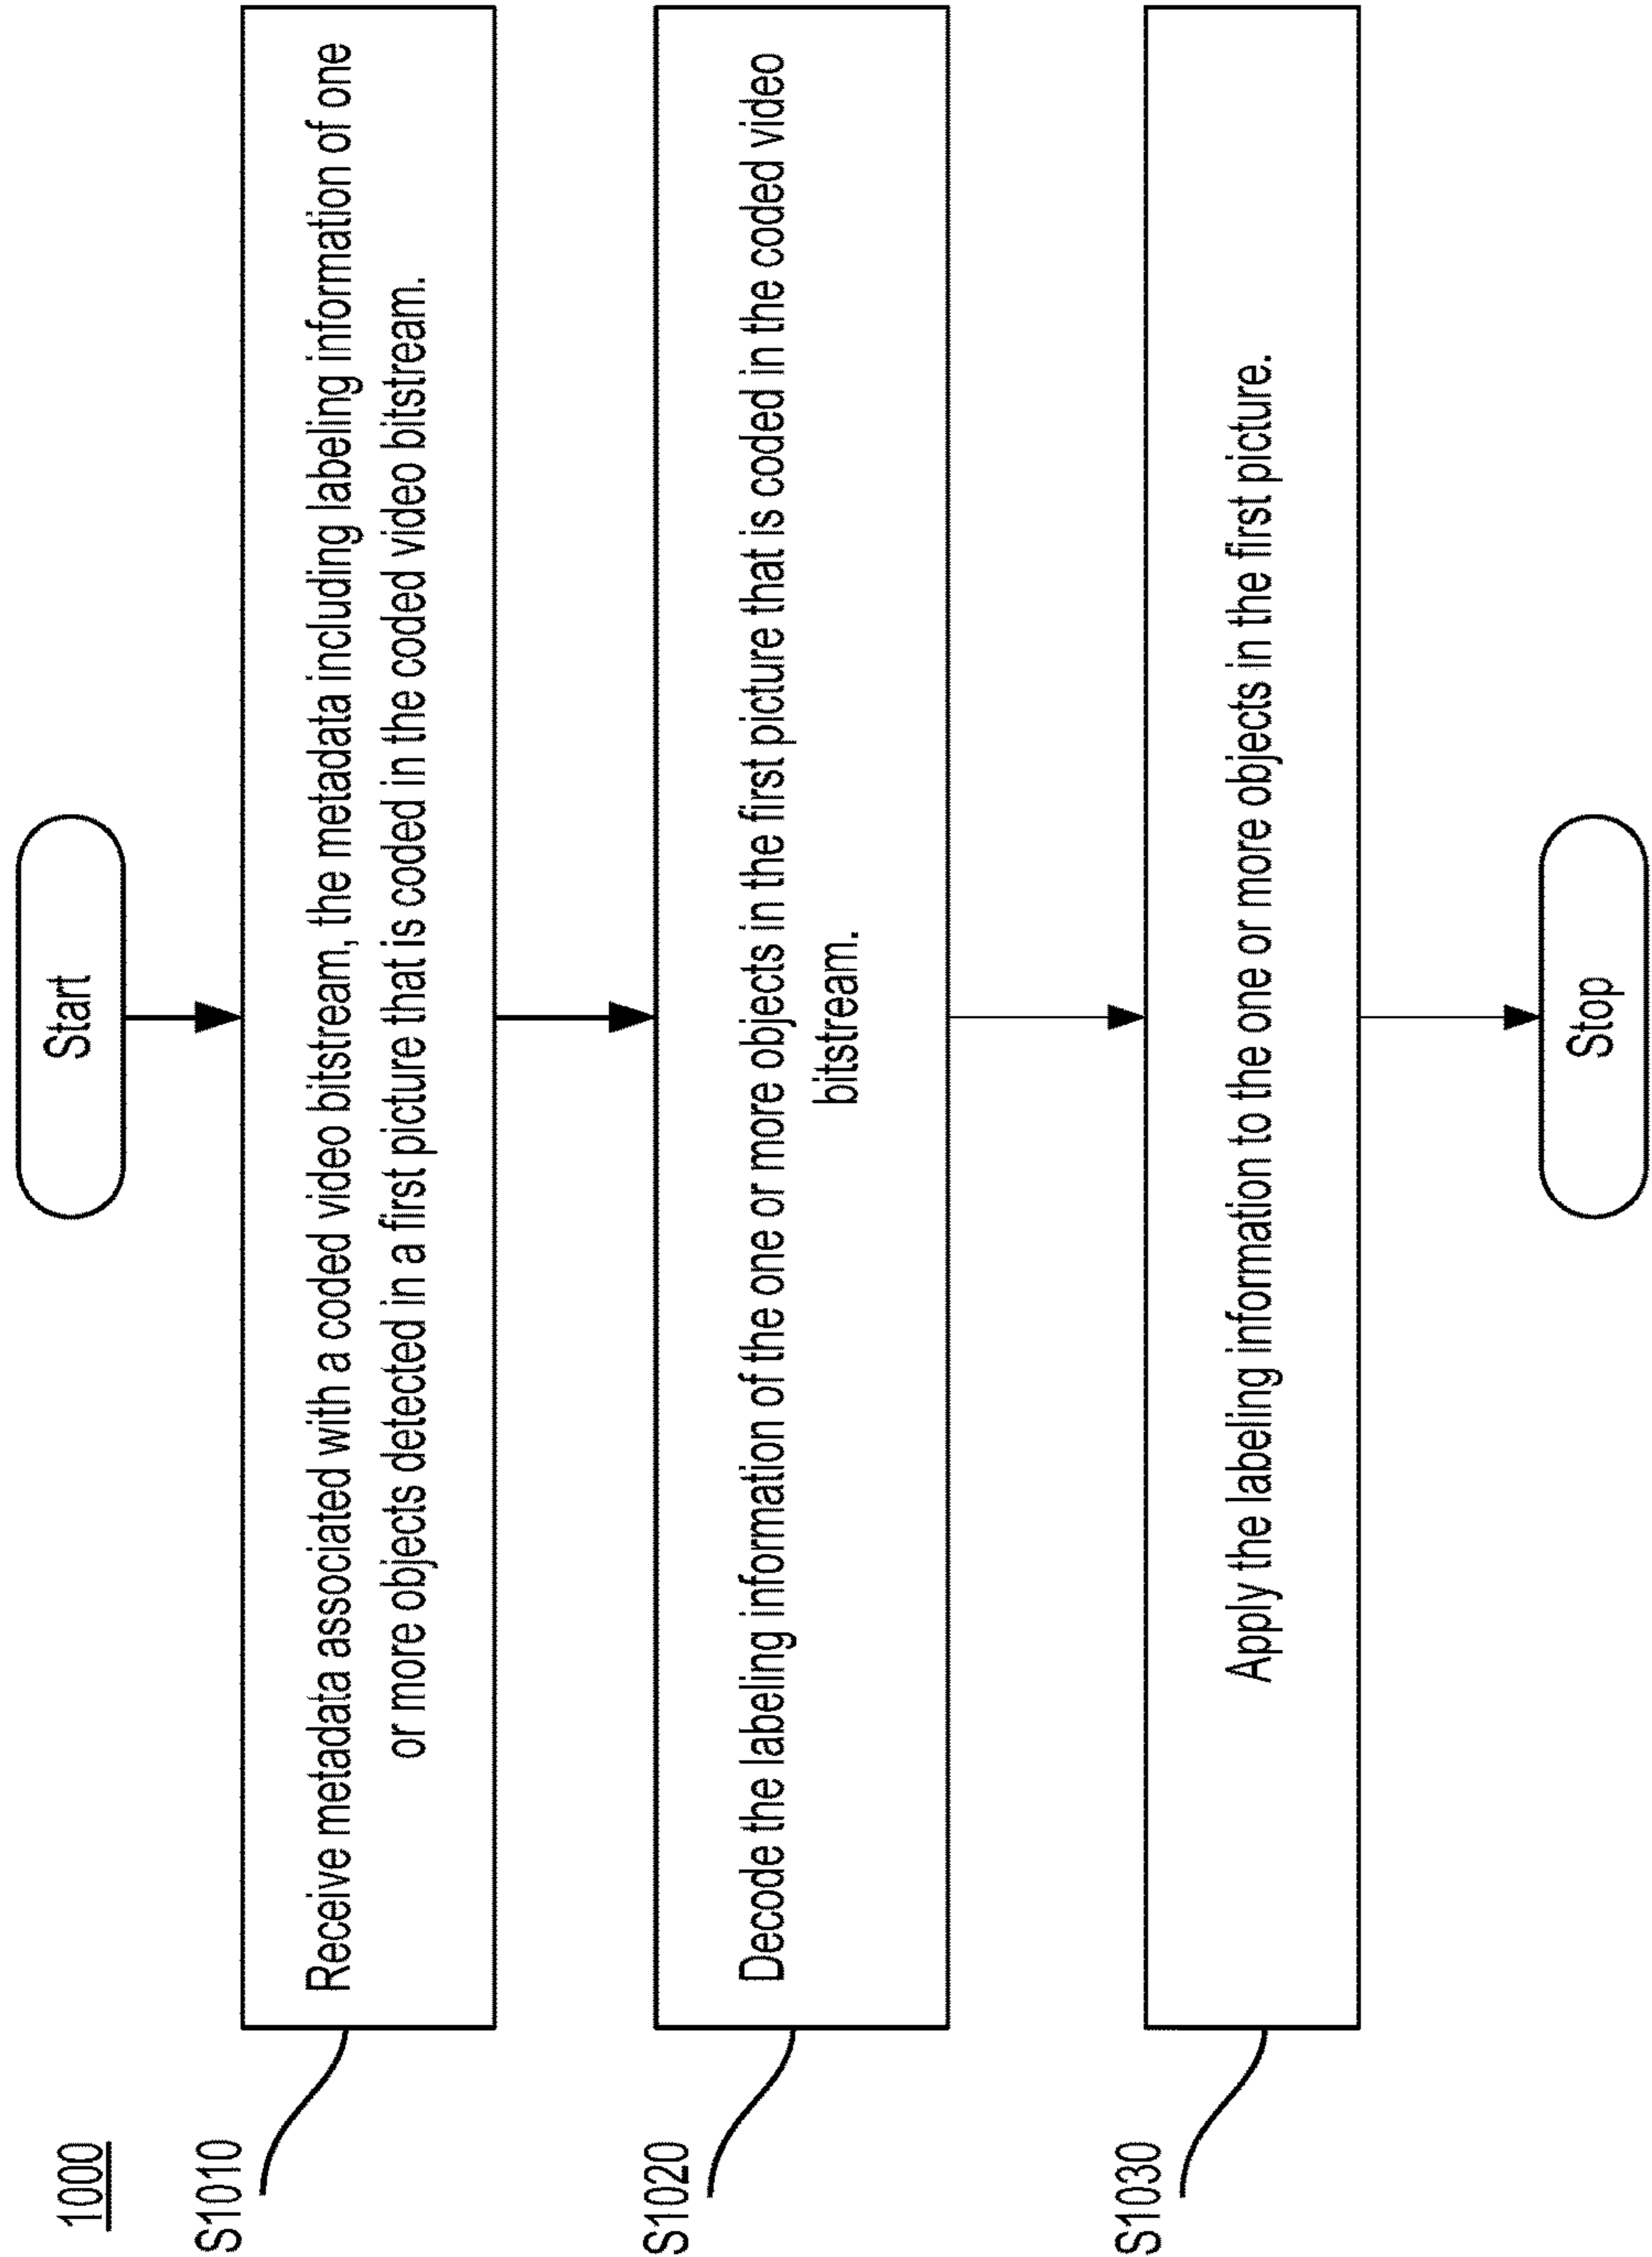 1000
Start
S1010
Receive metadata associated with a coded video bitstream, the metadata including labeling information of one
or more objects detected in a first picture that is coded in the coded video bitstream.
S1020
Decode the labeling information of the one or more objects in the first picture that is coded in the coded video
bitstream.
S1030
Apply the labeling information to the one or more objects in the first picture.
Stop